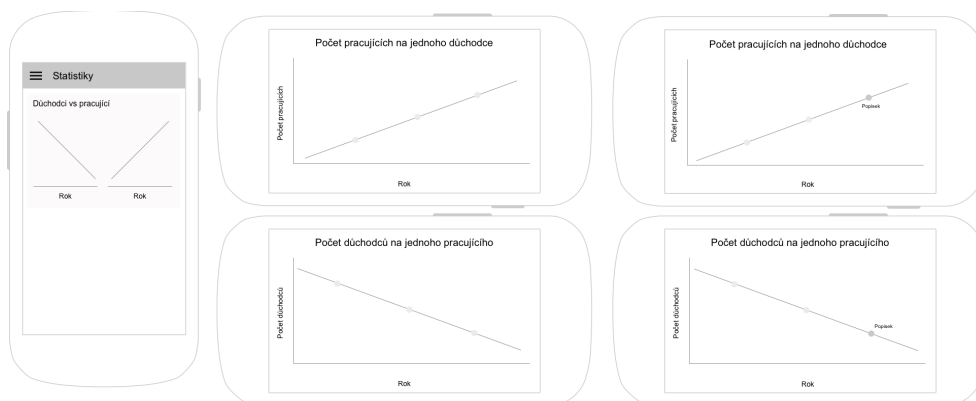 Statistiky
Důchodci vs pracující
Rok
Rok
Počet pracujících na jednoho důchodce
Počet pracujících
Rok
Počet pracujících na jednoho důchodce
Počet pracujících
Popisek
Rok
Počet důchodců na jednoho pracujícího
Počet důchodců
Rok
Počet důchodců na jednoho pracujícího
Počet důchodců
Popisek
Rok